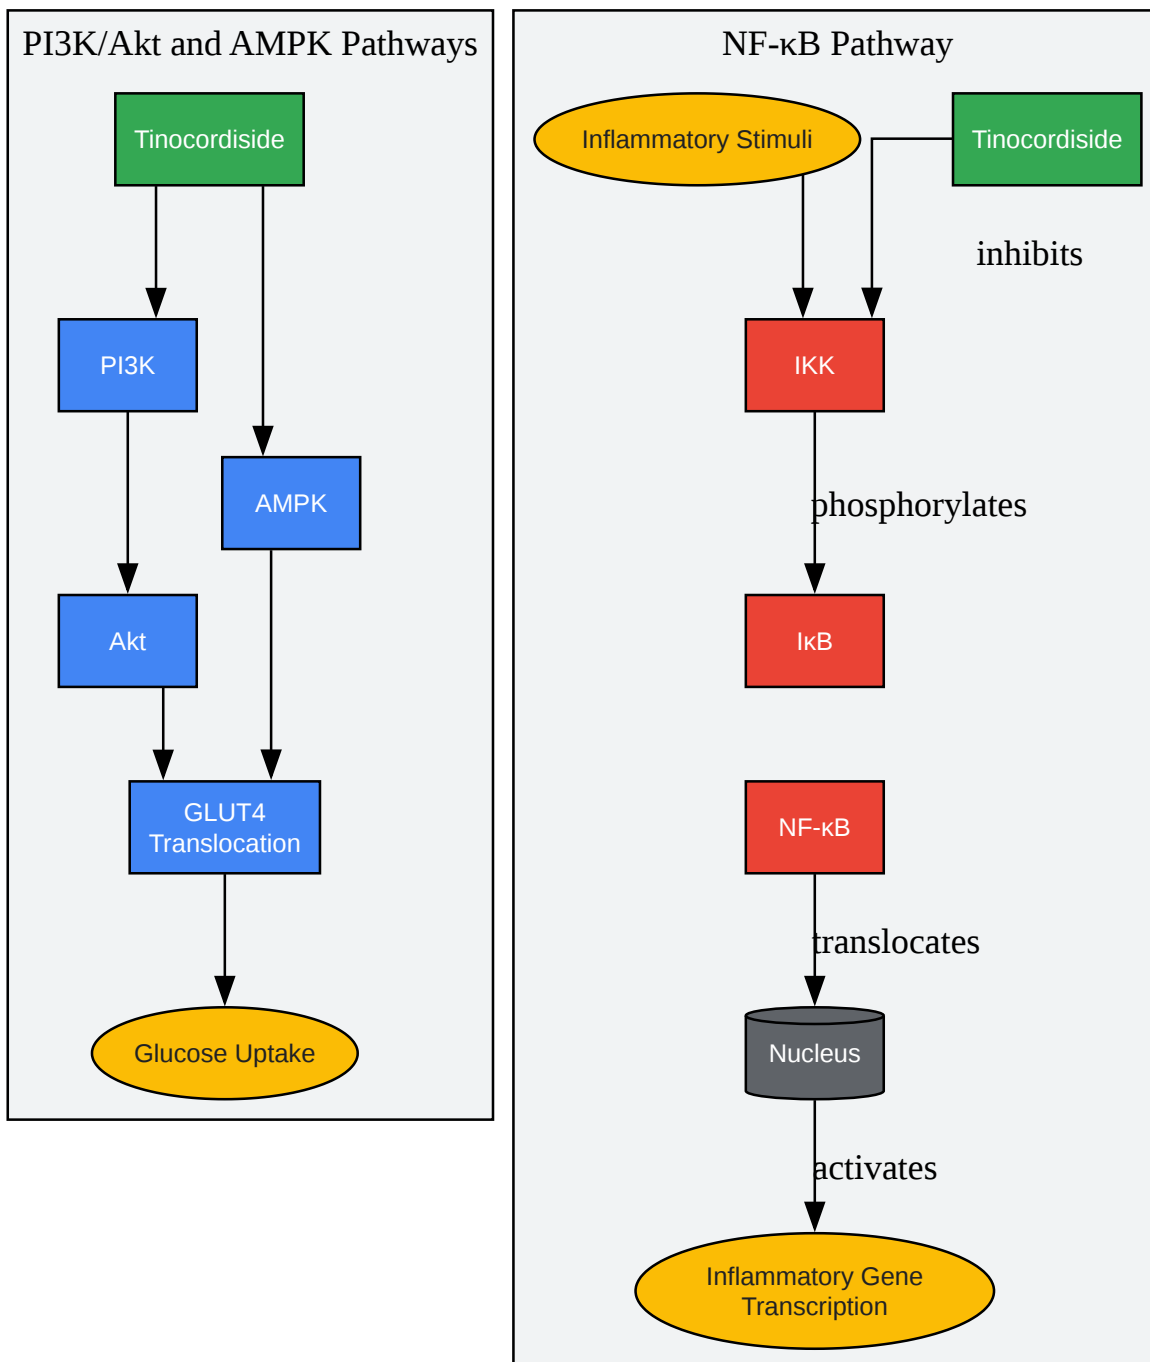 PI3K/Akt and AMPK Pathways
Tinocordiside
PI3K
AMPK
Akt
GLUT4
Translocation
Glucose Uptake
NF-κB Pathway
Inflammatory Stimuli
Tinocordiside
inhibits
IKK
phosphorylates
IκB
NF-κB
translocates
Nucleus
activates
Inflammatory Gene
Transcription